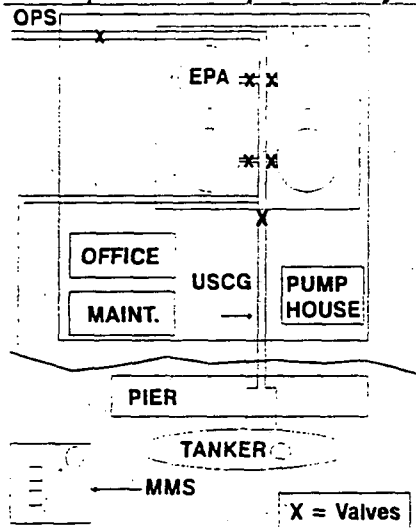 OPS
EPA
OFFICE
USCG
PUMP
HOUSE
MAINT.
PIER
TANKER
MMS
X = Valves